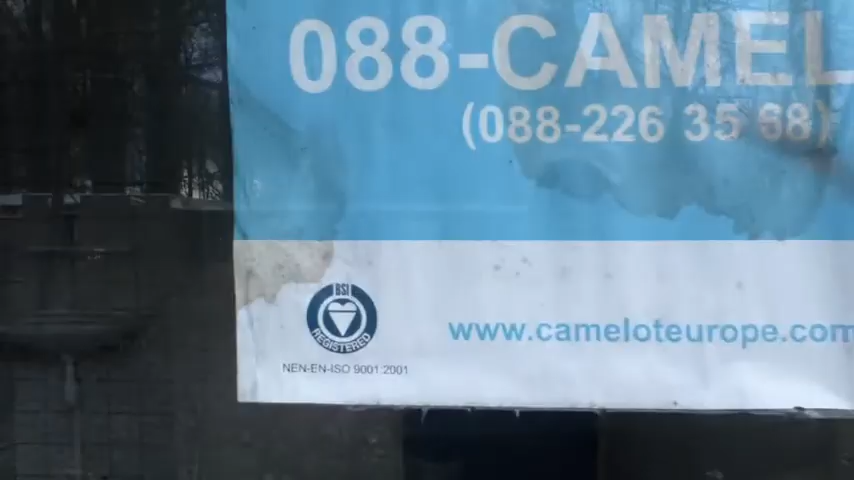 088-CAMEL
(088-226 35 68)
BSI
REGISTERED
www.cameloteurope.com
NEN-EN-ISO 9001:2001